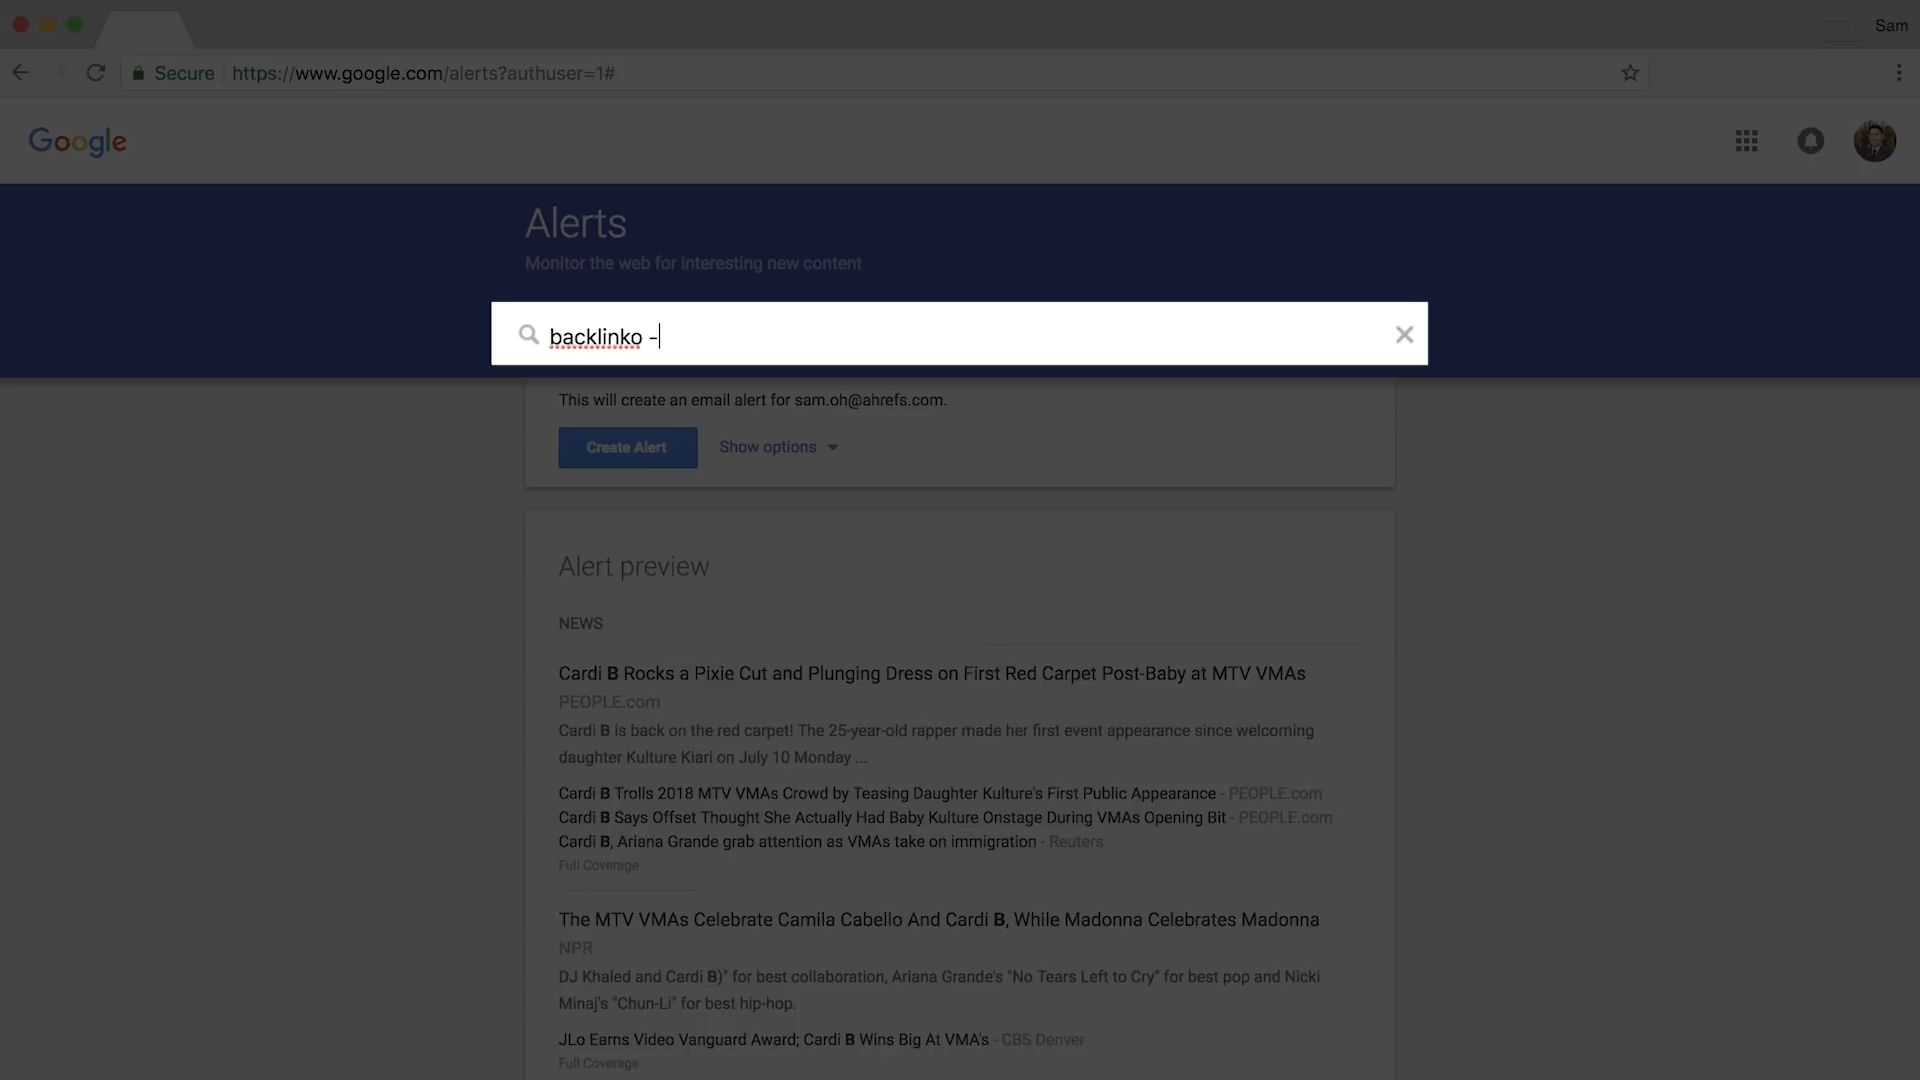 Sam
Secure https://www.google.com/alerts?authuser=1#
Google
Alerts
Monitor the web for interesting new content
backlinko -
This will create an email alert for sam.oh@ahrefs.com.
Create Alert Show options
Alert preview
NEWS
Cardi B Rocks a Pixie Cut and Plunging Dress on First Red Carpet Post-Baby at MTV VMAs
PEOPLE.com
Cardi B is back on the red carpet! The 25-year-old rapper made her first event appearance since welcoming
daughter Kulture Kiari on July 10 Monday ...
Cardi B Trolls 2018 MTV VMAs Crowd by Teasing Daughter Kulture's First Public Appearance - PEOPLE.com
Cardi B Says Offset Thought She Actually Had Baby Kulture Onstage During VMAs Opening Bit - PEOPLE.com
Cardi B, Ariana Grande grab attention as VMAs take on immigration - Reuters
Full Coverage
The MTV VMAs Celebrate Camila Cabello And Cardi B, While Madonna Celebrates Madonna
NPR
DJ Khaled and Cardi B)" for best collaboration, Ariana Grande's "No Tears Left to Cry" for best pop and Nicki
Minaj's "Chun-Li" for best hip-hop.
JLo Earns Video Vanguard Award; Cardi B Wins Big At VMA's - CBS Denver
Full Coverage